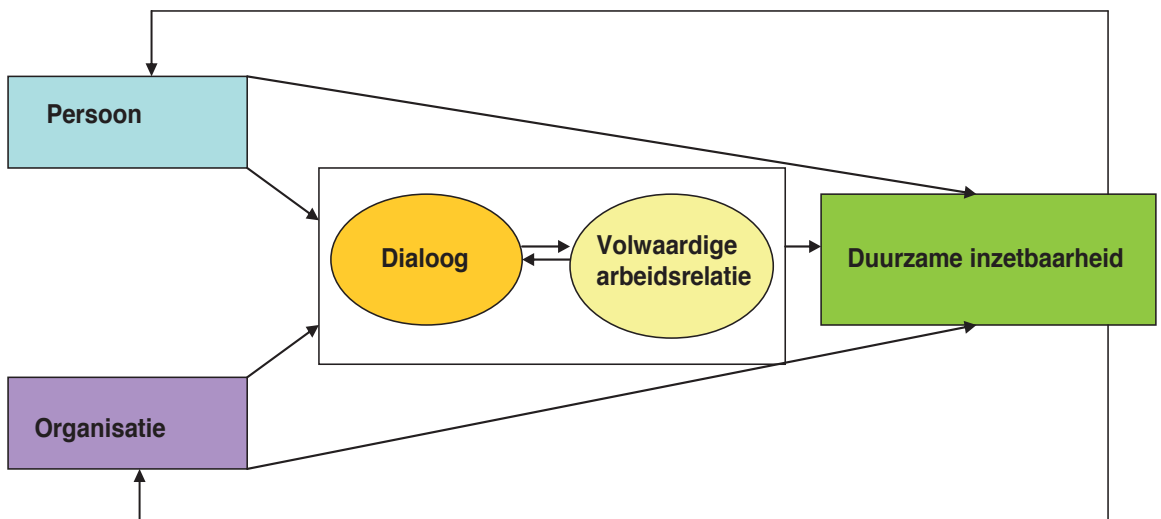 Persoon
Dialoog
Volwaardige
arbeidsrelatie
Duurzame inzetbaarheid
Organisatie